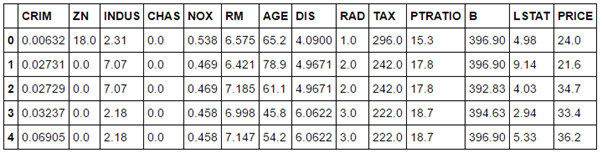 CRIM ZN INDUS CHAS NOX RM AGE DIS RAD TAX PTRATIO B LSTAT PRICE
0 0.00632 18.0 2.31 0.0 0.538 6.575 65.2 4.0900 1.0 296.0 15.3 396.90 4.98 24.0
1 0.02731 0.0 7.07 0.0 0.469 6.421 78.9 4.9671 2.0 242.0 17.8 396.90 9.14 21.6
2 0.02729 0.0 7.07 0.0 0.469 7.185 61.1 4.9671 2.0 242.0 17.8 392.83 4.03 34.7
3 0.03237 0.0 2.18 0.0 0.458 6.998 45.8 6.0622 3.0 222.0 18.7 394.63 2.94 33.4
4 0.06905 0.0 2.18 0.0 0.458 7.147 54.2 6.0622 3.0 222.0 18.7 396.90 5.33 36.2